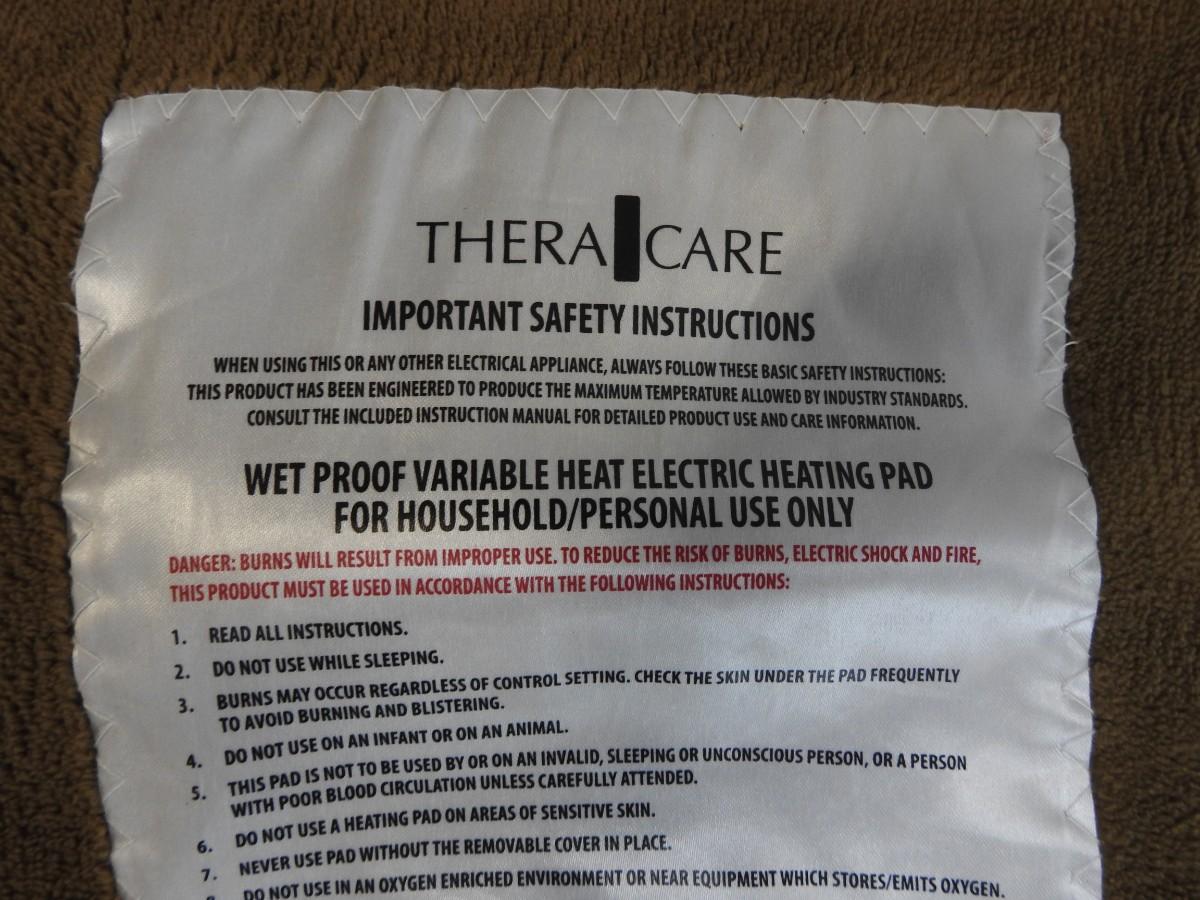 THERA CARE
IMPORTANT SAFETY INSTRUCTIONS
WHEN USING THIS OR ANY OTHER ELECTRICAL APPLIANCE, ALWAYS FOLLOW THESE BASIC SAFETY INSTRUCTIONS:
THIS PRODUCT HAS BEEN ENGINEERED TO PRODUCE THE MAXIMUM TEMPERATURE ALLOWED BY INDUSTRY STANDARDS.
CONSULT THE INCLUDED INSTRUCTION MANUAL FOR DETAILED PRODUCT USE AND CARE INFORMATION.
WET PROOF VARIABLE HEAT ELECTRIC HEATING PAD
FOR HOUSEHOLD/PERSONAL USE ONLY
DANGER: BURNS WILL RESULT FROM IMPROPER USE. TO REDUCE THE RISK OF BURNS, ELECTRIC SHOCK AND FIRE,
THIS PRODUCT MUST BE USED IN ACCORDANCE WITH THE FOLLOWING INSTRUCTIONS:
1. READ ALL INSTRUCTIONS.
2. DO NOT USE WHILE SLEEPING.
3. BURNS MAY OCCUR REGARDLESS OF CONTROL SETTING. CHECK THE SKIN UNDER THE PAD FREQUENTLY
TO AVOID BURNING AND BLISTERING.
4. DO NOT USE ON AN INFANT OR ON AN ANIMAL.
5. THIS PAD IS NOT TO BE USED BY OR ON AN INVALID, SLEEPING OR UNCONSCIOUS PERSON, OR A PERSON
WITH POOR BLOOD CIRCULATION UNLESS CAREFULLY ATTENDED.
6. DO NOT USE A HEATING PAD ON AREAS OF SENSITIVE SKIN.
7. NEVER USE PAD WITHOUT THE REMOVABLE COVER IN PLACE.
DO NOT USE IN AN OXYGEN ENRICHED ENVIRONMENT OR NEAR EQUIPMENT WHICH STORES/EMITS OXYGEN.